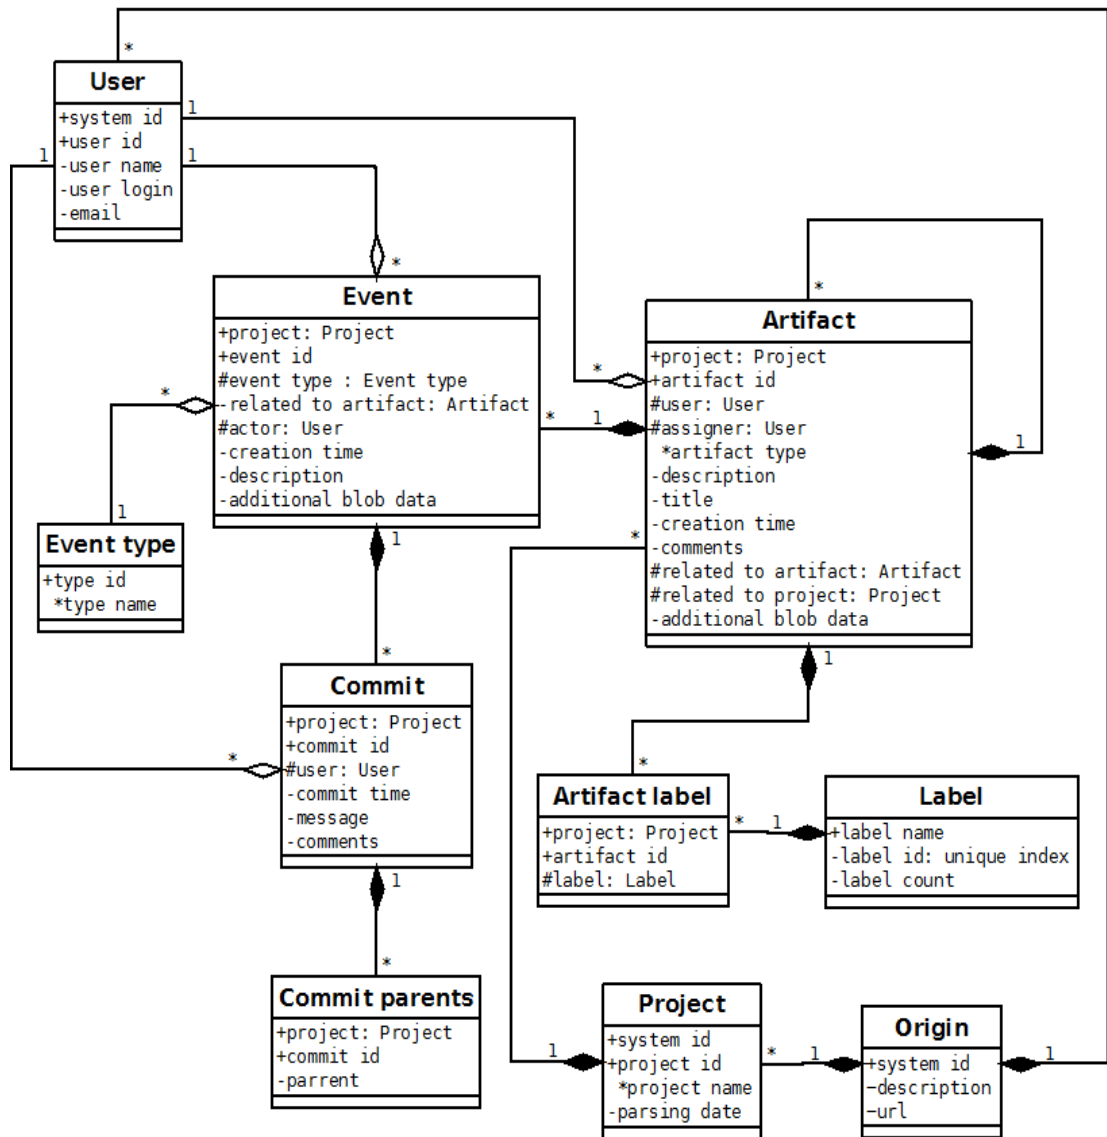 *
User
+system id
+user id
-user name
-user login
-email
1
1
1
*
Event
+project: Project
+event id
#event type : Event type
-related to artifact: Artifact
#actor: User
-creation time
-description
-additional blob data
*
*
1
1
*
Artifact
+project: Project
+artifact id
#user: User
#assigner: User
*artifact type
-description
-title
-creation time
-comments
#related to artifact: Artifact
#related to project: Project
-additional blob data
*
*
1
1
*
1
Event type
+type id
*type name
1
*
Commit
+project: Project
+commit id
#user: User
-commit time
-message
-comments
*
1
*
Artifact label
+project: Project
+artifact id
#label: Label
*
1
Label
+label name
-label id: unique index
-label count
*
Commit parents
+project: Project
+commit id
-parrent
1
Project
+system id
+project id
*project name
-parsing date
*
1
Origin
+system id
−description
−url
1